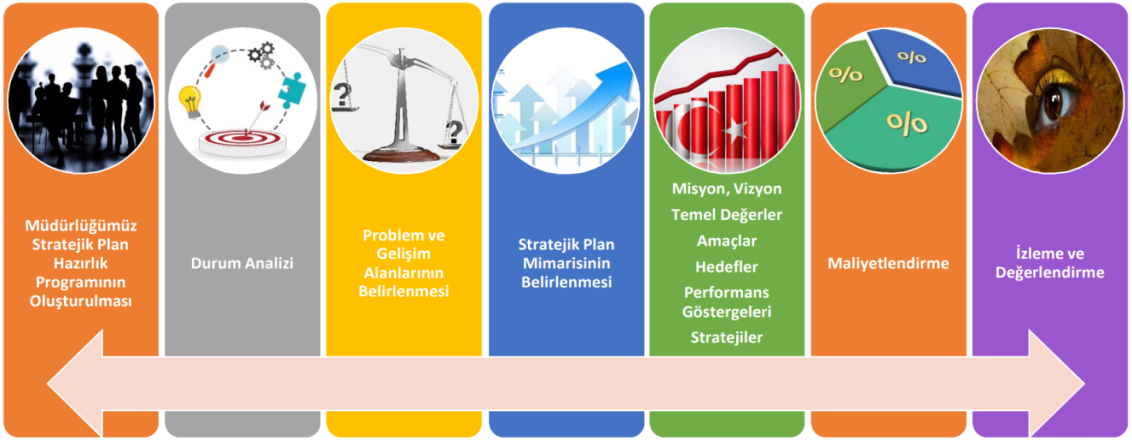 Müdürlüğümüz
Stratejik Plan
Hazırlık
Programının
Oluşturulması
Durum Analizi
?
?
Problem ve
Gelişim
Alanlarının
Belirlenmesi
Stratejik Plan
Mimarisinin
Belirlenmesi
Misyon, Vizyon
Temel Değerler
Amaçlar
Hedefler
Performans
Göstergeleri
Stratejiler
%
%
%
Maliyetlendirme
İzleme ve
Değerlendirme